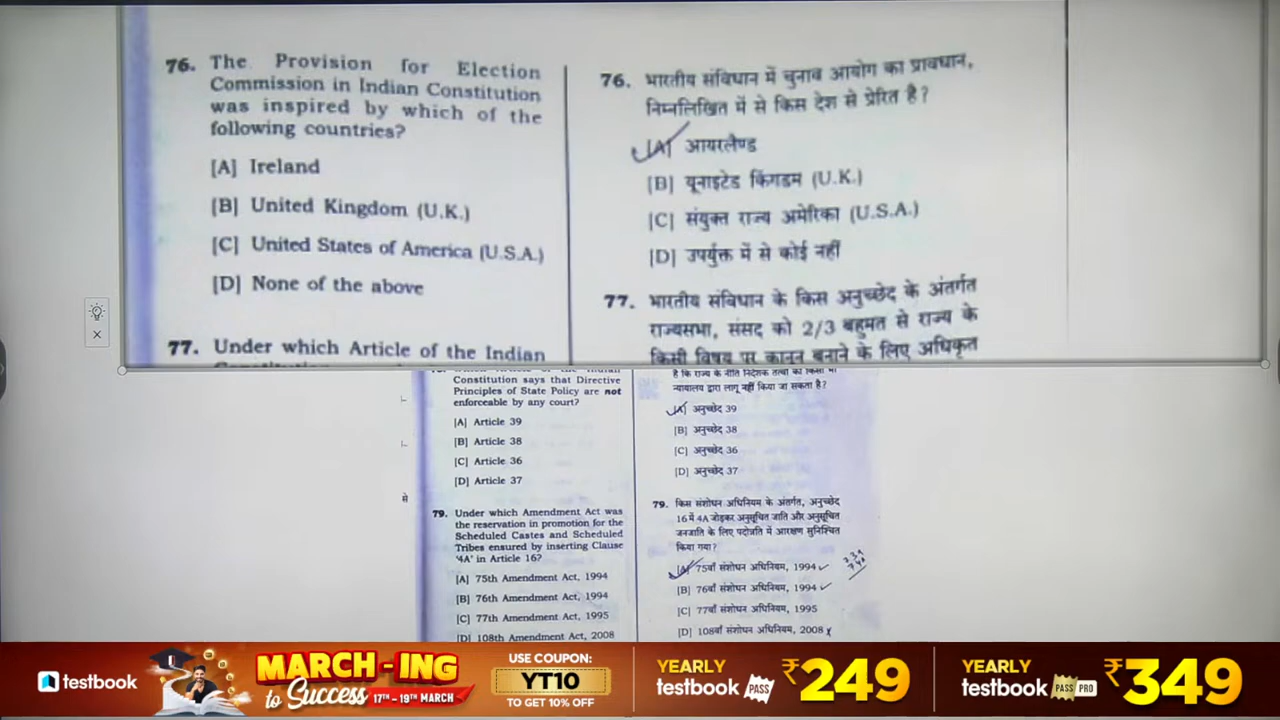 76. The Provision for Election
Commission in Indian Constitution
was inspired by which of the
following countries?
[A] Ireland
[B] United Kingdom (U.K.)
[C] United States of America (U.S.A.)
[D] None of the above
77. Under which Article of the Indian
76. भारतीय संविधान में चुनाव आयोग का प्रावधान,
निम्नलिखित में से किस देश से प्रेरित है?
[A] आयरलैण्ड
[B] यूनाइटेड किंगडम (U.K.)
[C] संयुक्त राज्य अमेरिका (U.S.A.)
[D] उपर्युक्त में से कोई नहीं
77. भारतीय संविधान के किस अनुच्छेद के अंतर्गत
राज्यसभा, संसद को 2/3 बहुमत से राज्य के
किसी विषय पर कानून बनाने के लिए अधिकृत
Constitution says that Directive
Principles of State Policy are not
enforceable by any court?
[A] Article 39
[B] Article 38
[C] Article 36
[D] Article 37
79. Under which Amendment Act was
the reservation in promotion for the
Scheduled Castes and Scheduled
Tribes ensured by inserting Clause
'4A' in Article 16?
[A] 75th Amendment Act, 1994
[B] 76th Amendment Act, 1994
[C] 77th Amendment Act, 1995
[D] 108th Amendment Act, 2008
से
है कि राज्य के नीति निदेशक तत्वों को किसी भी
न्यायालय द्वारा लागू नहीं किया जा सकता है?
[A] अनुच्छेद 39
[B] अनुच्छेद 38
[C] अनुच्छेद 36
[D] अनुच्छेद 37
79. किस संशोधन अधिनियम के अंतर्गत, अनुच्छेद
16 में 4A जोड़कर अनुसूचित जाति और अनुसूचित
जनजाति के लिए पदोन्नति में आरक्षण सुनिश्चित
किया गया?
[A] 75वाँ संशोधन अधिनियम, 1994
[B] 76वाँ संशोधन अधिनियम, 1994
[C] 77वाँ संशोधन अधिनियम, 1995
[D] 108वाँ संशोधन अधिनियम, 2008
testbook
MARCH-ING
to Success 17TH - 19TH MARCH
USE COUPON:
YT10
TO GET 10% OFF
YEARLY
testbook PASS
₹249
YEARLY
testbook PASS PRO
₹349